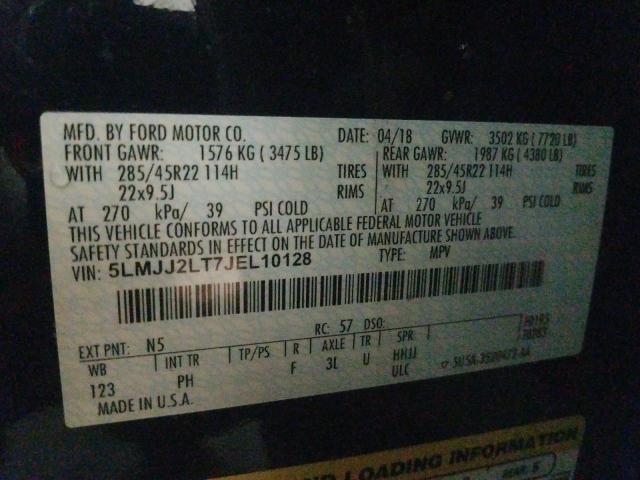 MFD. BY FORD MOTOR CO. DATE: 04/18 GVWR: 3502 KG ( 7720 LB)
FRONT GAWR: 1576 KG ( 3475 LB) REAR GAWR: 1987 KG ( 4380 LB)
WITH 285/45R22 114H TIRES WITH 285/45R22 114H TIRES
22x9.5J RIMS 22x9.5J RIMS
AT 270 kPa/ 39 PSI COLD AT 270 kPa/ 39 PSI COLD
THIS VEHICLE CONFORMS TO ALL APPLICABLE FEDERAL MOTOR VEHICLE
SAFETY STANDARDS IN EFFECT ON THE DATE OF MANUFACTURE SHOWN ABOVE.
VIN: 5LMJJ2LT7JEL10128 TYPE: MPV
EXT PNT: N5 RC: 57 DSO:
WB INT TR TP/PS R AXLE TR SPR
123 PH F 3L U HHJJ
ULC
MADE IN U.S.A.
LOADING INFORMATION
REAR: 5